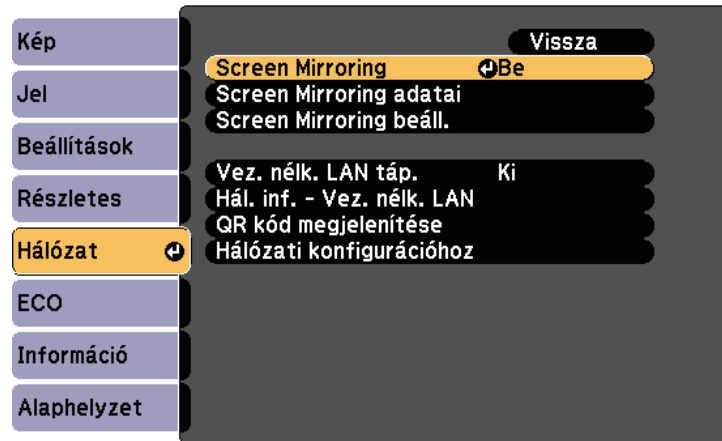 Kép
Jel
Beállítások
Részletes
Hálózat
ECO
Információ
Alaphelyzet
Vissza
Screen Mirroring Be
Screen Mirroring adatai
Screen Mirroring beáll.
Vez. nélk. LAN táp. Ki
Hál. inf. - Vez. nélk. LAN
QR kód megjelenítése
Hálózati konfigurációhoz